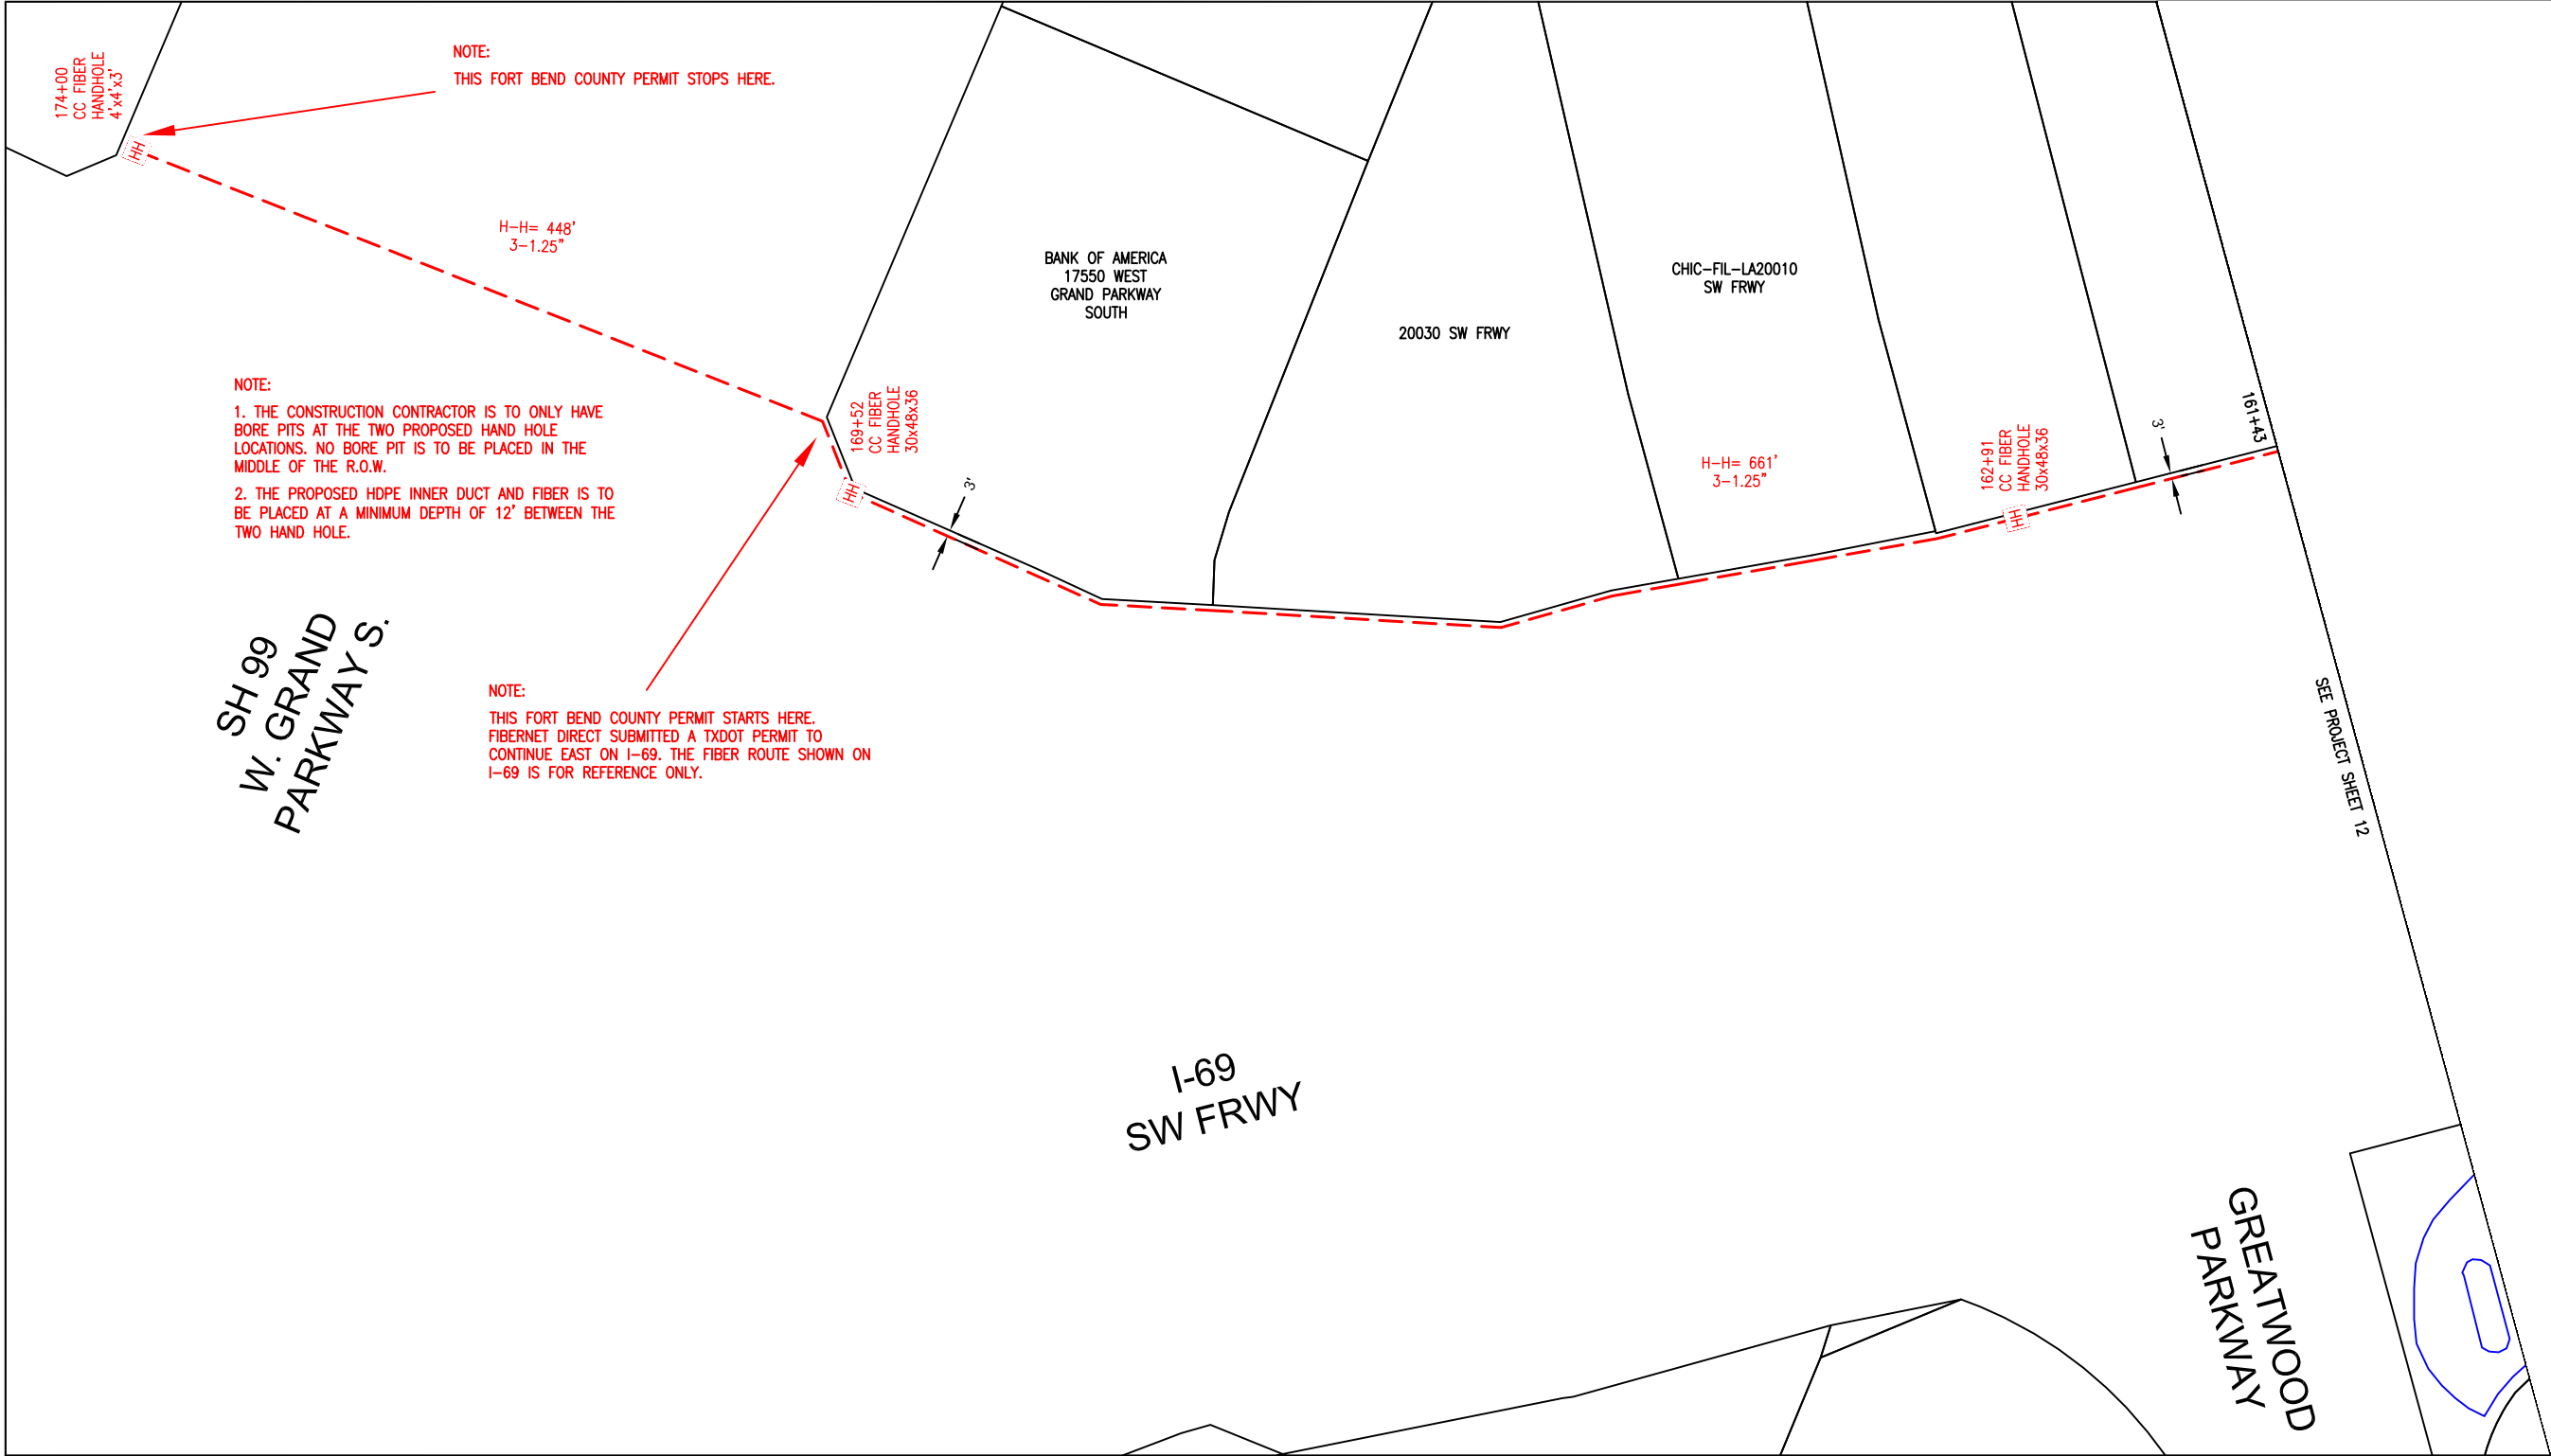 174+00
CC FIBER
HANDHOLE
4'x4'x3'
NOTE:
THIS FORT BEND COUNTY PERMIT STOPS HERE.
HH
H-H= 448'
3-1.25"
BANK OF AMERICA
17550 WEST
GRAND PARKWAY
SOUTH
20030 SW FRWY
CHIC-FIL-LA20010
SW FRWY
NOTE:
1. THE CONSTRUCTION CONTRACTOR IS TO ONLY HAVE
BORE PITS AT THE TWO PROPOSED HAND HOLE
LOCATIONS. NO BORE PIT IS TO BE PLACED IN THE
MIDDLE OF THE R.O.W.
2. THE PROPOSED HDPE INNER DUCT AND FIBER IS TO
BE PLACED AT A MINIMUM DEPTH OF 12' BETWEEN THE
TWO HAND HOLE.
169+52
CC FIBER
HANDHOLE
30x48x36
HH
3'
H-H= 661'
3-1.25"
162+91
CC FIBER
HANDHOLE
30x48x36
HH
3'
161+43
SH 99
W. GRAND
PARKWAY S.
NOTE:
THIS FORT BEND COUNTY PERMIT STARTS HERE.
FIBERNET DIRECT SUBMITTED A TXDOT PERMIT TO
CONTINUE EAST ON I-69. THE FIBER ROUTE SHOWN ON
I-69 IS FOR REFERENCE ONLY.
SEE PROJECT SHEET 12
I-69
SW FRWY
GREATWOOD
PARKWAY